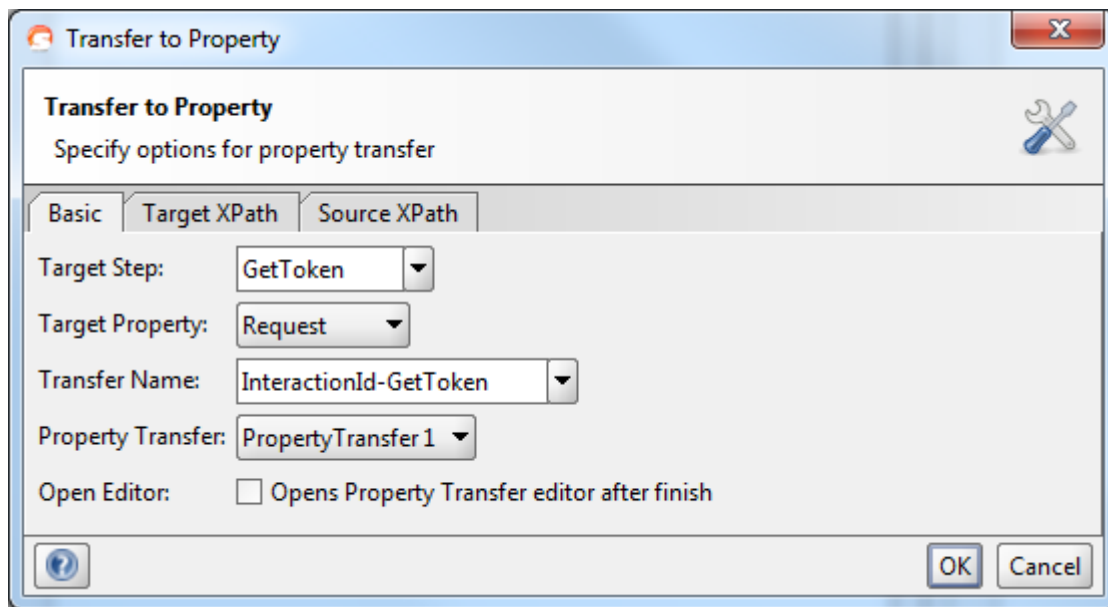 Transfer to Property
Transfer to Property
Specify options for property transfer
Basic Target XPath Source XPath
Target Step: GetToken
Target Property: Request
Transfer Name: InteractionId-GetToken
Property Transfer: PropertyTransfer 1
Open Editor: Opens Property Transfer editor after finish
OK Cancel